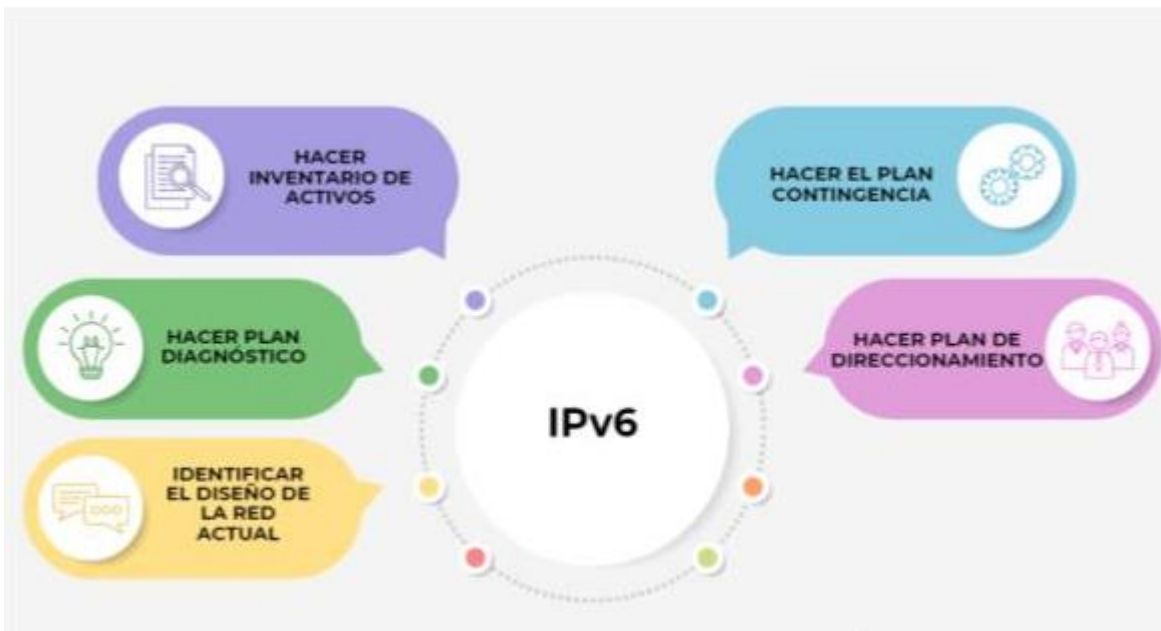 HACER
INVENTARIO DE
ACTIVOS
HACER PLAN
DIAGNÓSTICO
IDENTIFICAR
EL DISEÑO DE
LA RED
ACTUAL
IPv6
HACER EL PLAN
CONTINGENCIA
HACER PLAN DE
DIRECCIONAMIENTO